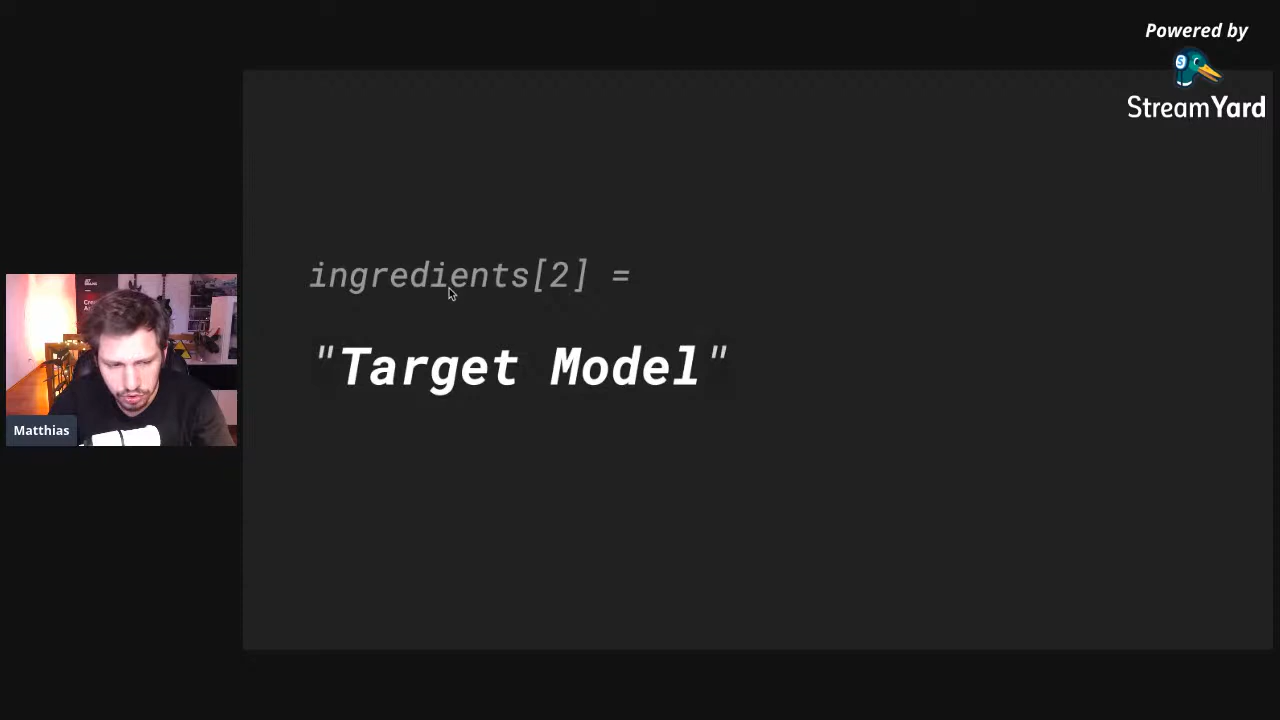 Powered by
StreamYard
ingredients[2] =
"Target Model"
Matthias